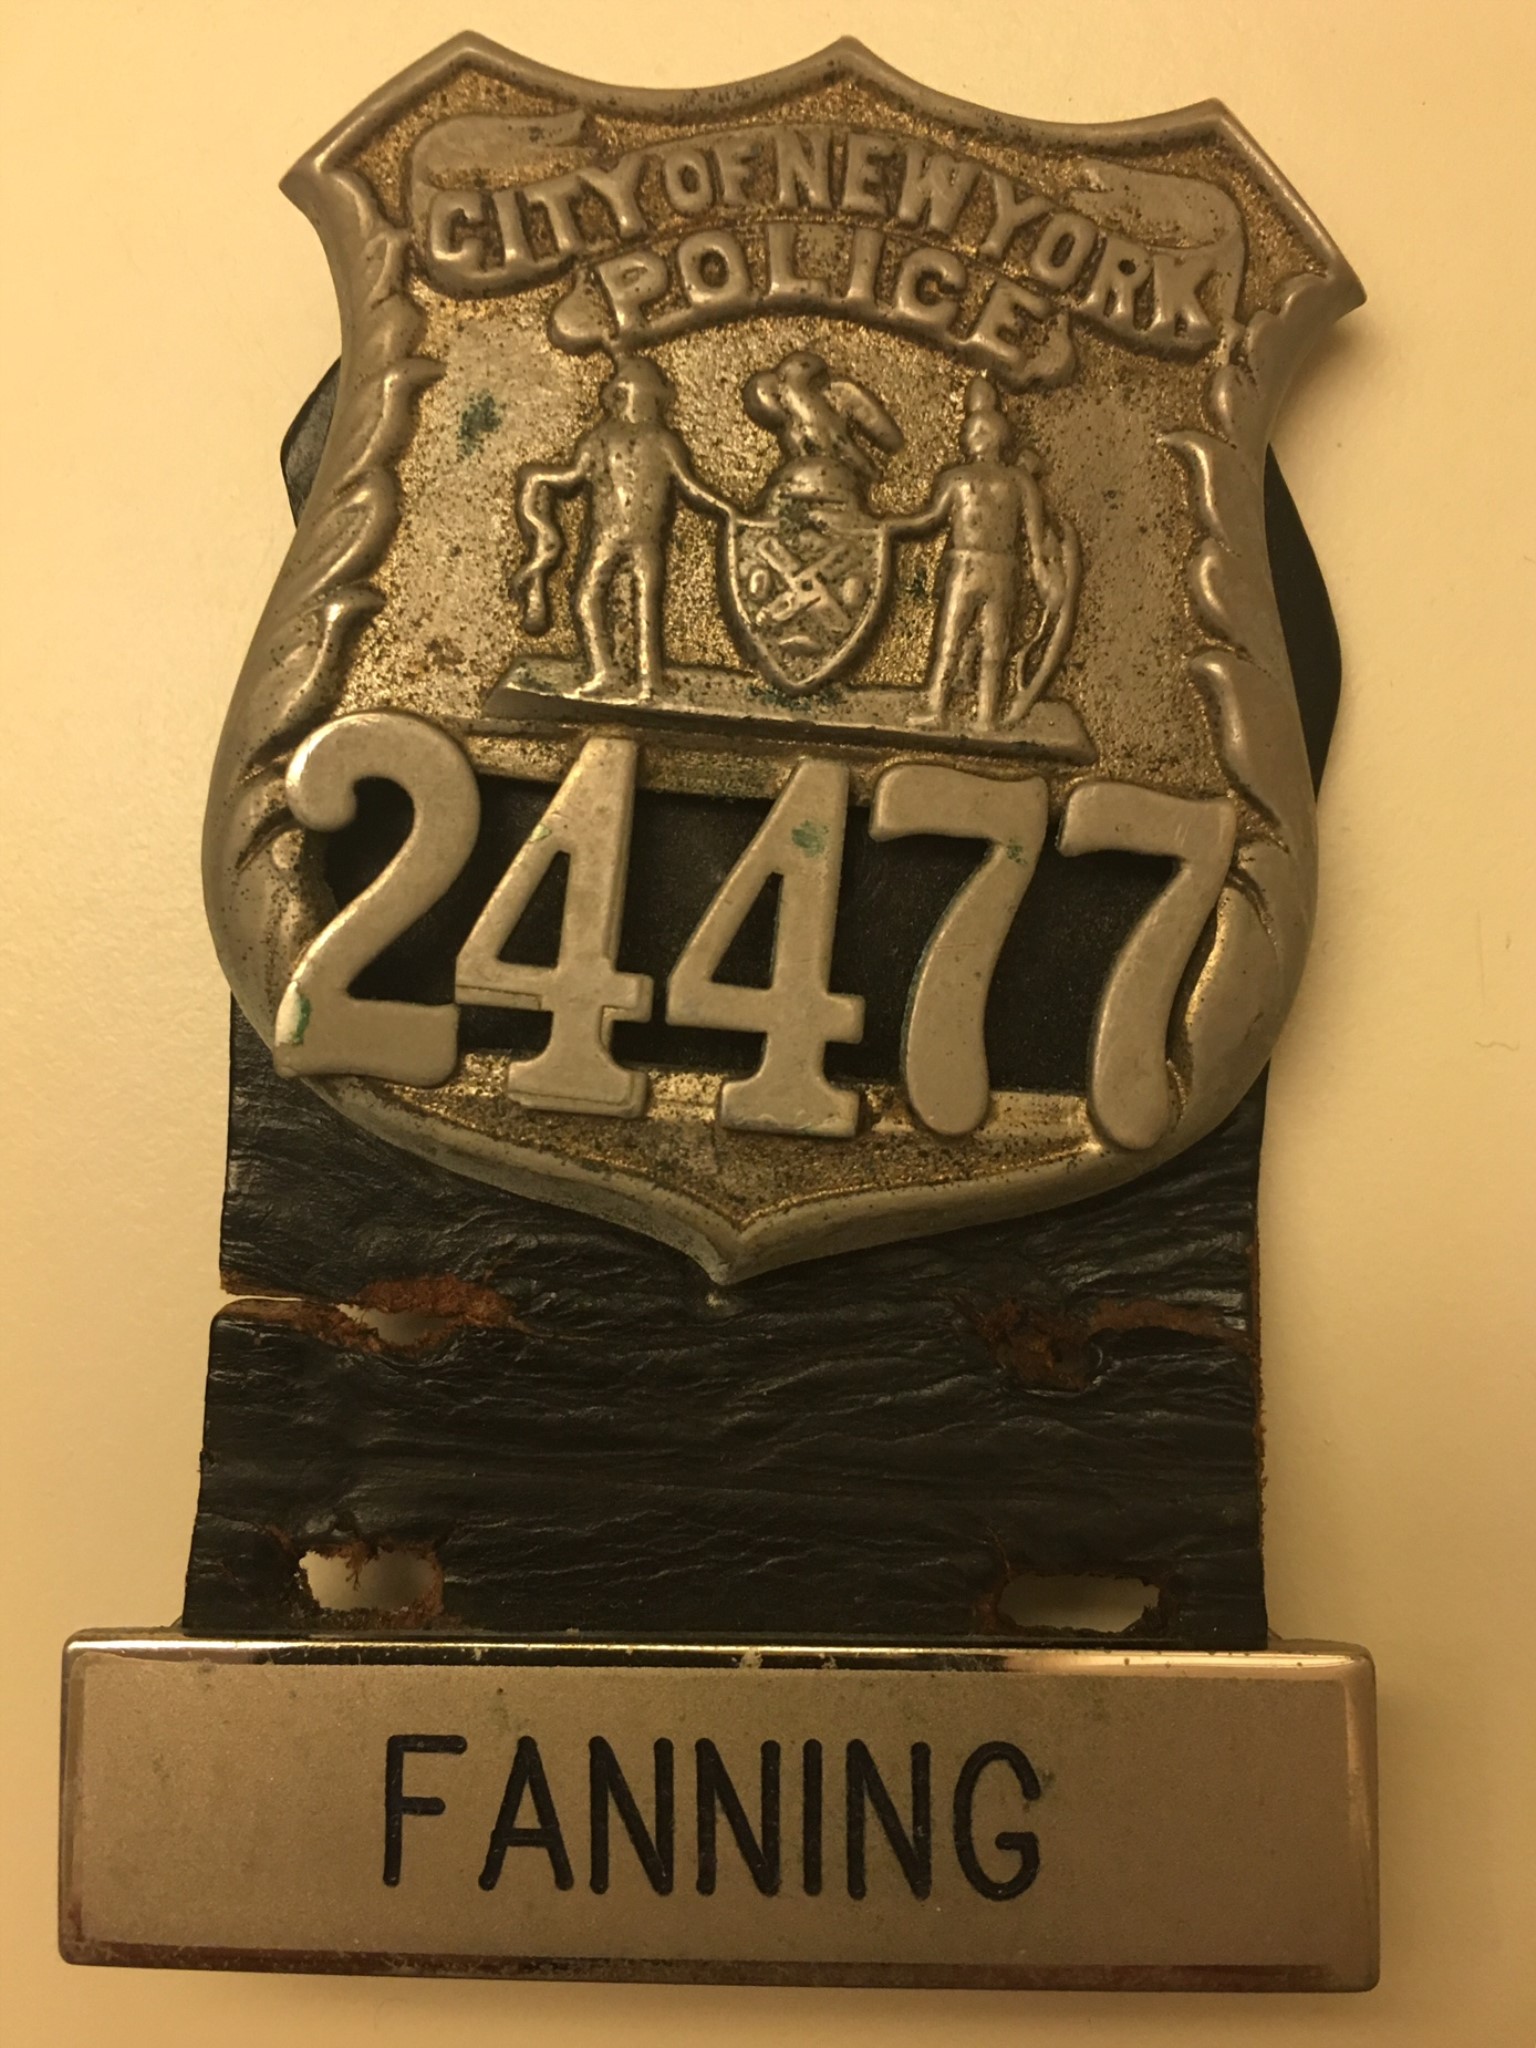 CITY OF NEW YORK
POLICE
24477
FANNING